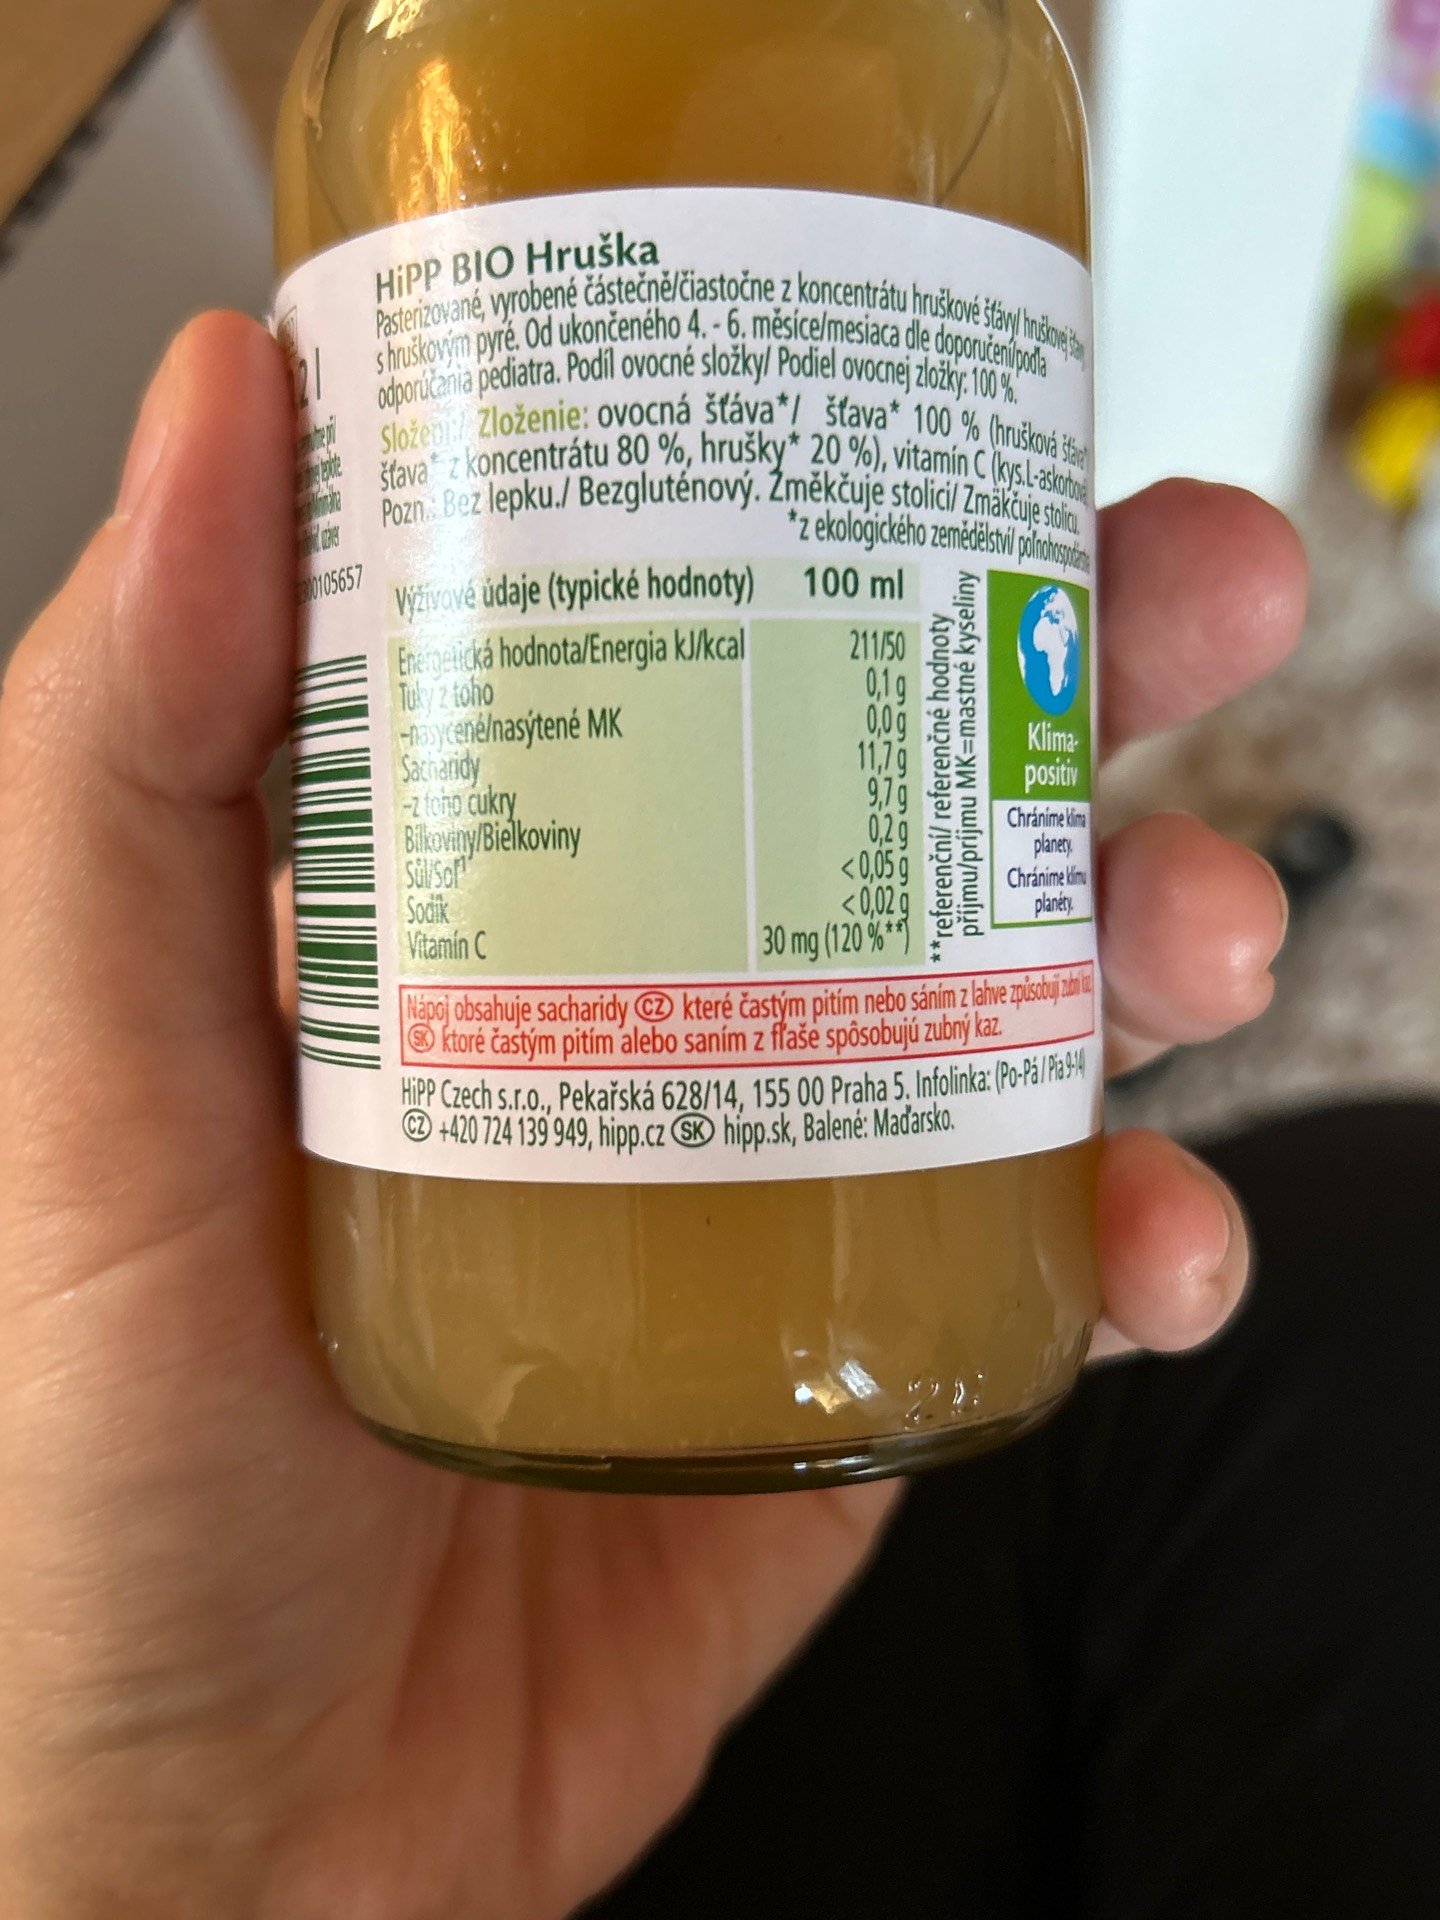 HiPP BIO Hruška
Pasterizované, vyrobené částečně/čiastočne z koncentrátu hruškové šťávy/ hruškovej šťavy
s hruškovým pyré. Od ukončeného 4. - 6. měsíce/mesiaca dle doporučení/podľa
odporúčania pediatra. Podíl ovocné složky/ Podiel ovocnej zložky: 100 %.
Složení:/ Zloženie: ovocná šťáva*/ šťava* 100 % (hrušková šťáva*/
šťava* z koncentrátu 80 %, hrušky* 20 %), vitamín C (kys.L-askorbová)
Pozn.: Bez lepku./ Bezgluténový. Změkčuje stolici/ Zmäkčuje stolicu.
*z ekologického zemědělství/ poľnohospodárstva
Výživové údaje (typické hodnoty) 100 ml
Energetická hodnota/Energia kJ/kcal 211/50
Tuky z toho 0,1 g
-nasycené/nasýtené MK 0,0 g
Sacharidy 11,7 g
-z toho cukry 9,7 g
Bílkoviny/Bielkoviny 0,2 g
Sůl/Soľ <0,05 g
Sodík <0,02 g
Vitamín C 30 mg (120 %**)
**referenční/ referenčné hodnoty
příjmu/príjmu MK=mastné kyseliny
Klima-
positiv
Chráníme klima
planety.
Chránime klímu
planéty.
Nápoj obsahuje sacharidy CZ které častým pitím nebo sáním z lahve způsobují zubní kaz
SK ktoré častým pitím alebo saním z fľaše spôsobujú zubný kaz.
HiPP Czech s.r.o., Pekařská 628/14, 155 00 Praha 5. Infolinka: (Po-Pá / Pia 9-14)
CZ +420 724 139 949, hipp.cz SK hipp.sk, Balené: Maďarsko.
2 l
00105657